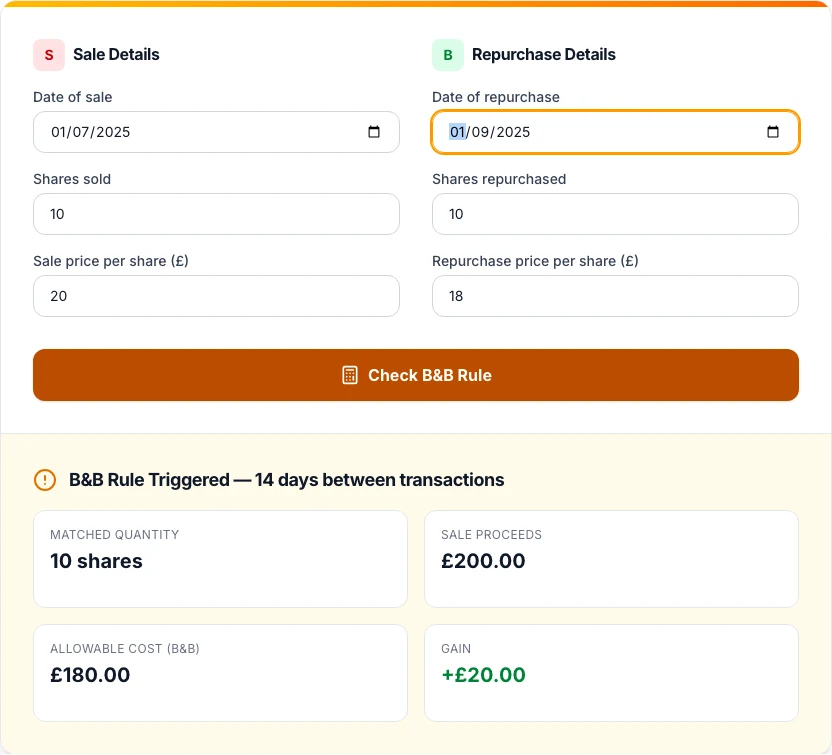 S Sale Details
Date of sale
01/07/2025
Shares sold
10
Sale price per share (£)
20
B Repurchase Details
Date of repurchase
01/09/2025
Shares repurchased
10
Repurchase price per share (£)
18
Check B&B Rule
B&B Rule Triggered — 14 days between transactions
MATCHED QUANTITY
10 shares
SALE PROCEEDS
£200.00
ALLOWABLE COST (B&B)
£180.00
GAIN
+£20.00